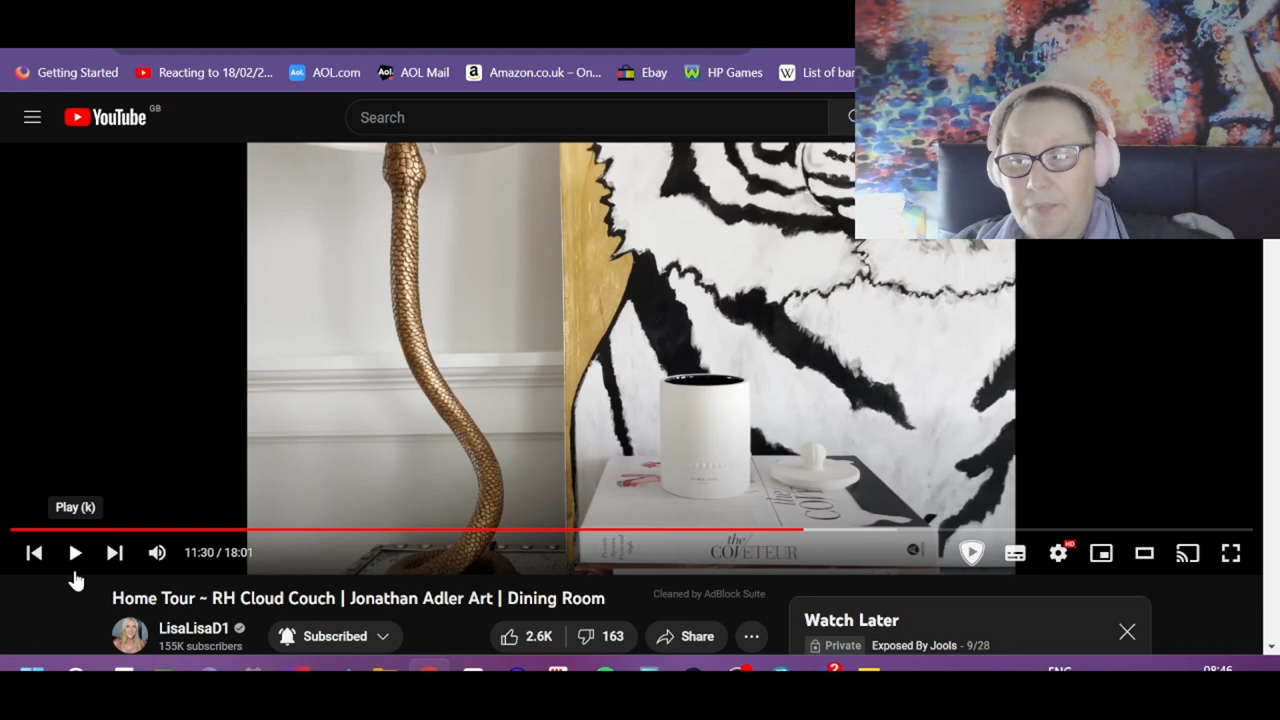 Getting Started
Reacting to 18/02/2...
AOL.com
AOL Mail
Amazon.co.uk – On...
Ebay
HP Games
List of bar
YouTube GB
Search
THE COVETEUR
Play (k)
11:30 / 18:01
HD
Home Tour ~ RH Cloud Couch | Jonathan Adler Art | Dining Room
Cleaned by AdBlock Suite
LisaLisaD1
155K subscribers
Subscribed
2.6K
163
Share
Watch Later
Private
Exposed By Jools - 9/28